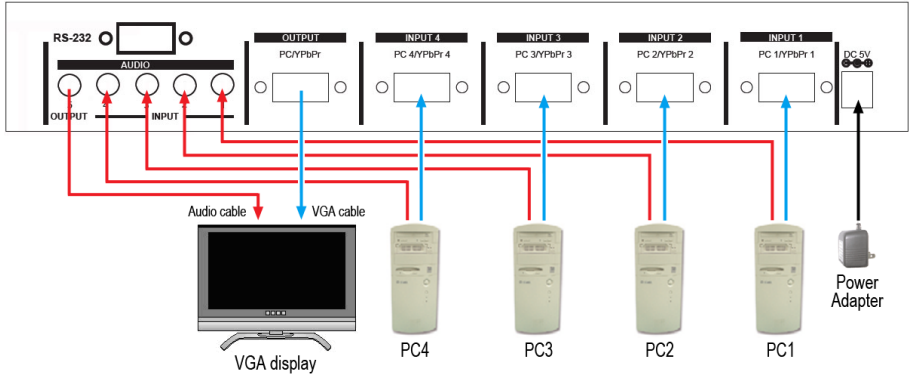 RS-232
OUTPUT
INPUT 4
INPUT 3
INPUT 2
INPUT 1
PC/YPbPr
PC 4/YPbPr 4
PC 3/YPbPr 3
PC 2/YPbPr 2
PC 1/YPbPr 1
DC 5V
AUDIO
OUTPUT
INPUT
Audio cable
VGA cable
VGA display
PC4
PC3
PC2
PC1
Power
Adapter